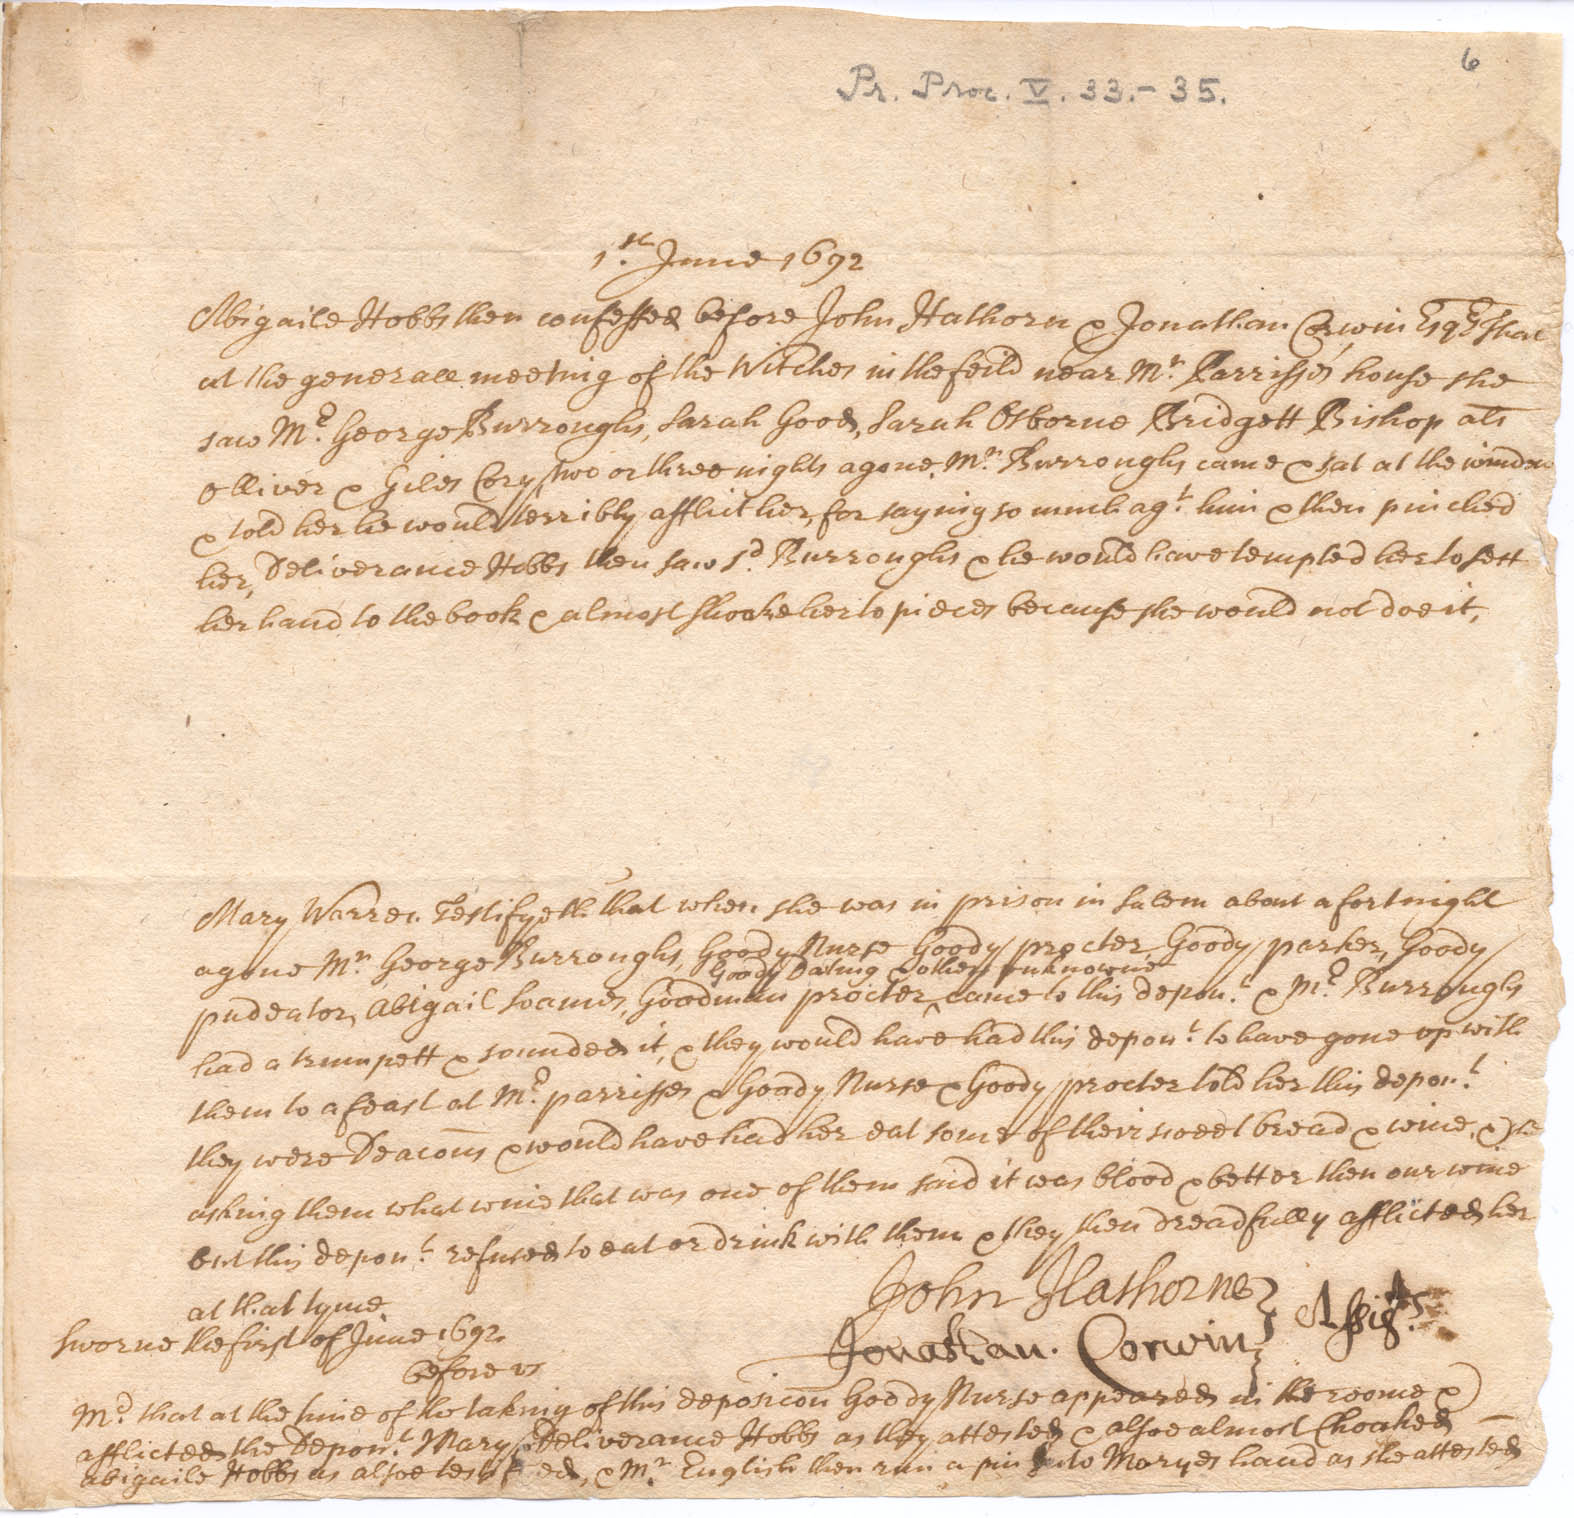 6
Pr. Proc. V. 33.-35.
1st. June 1692
Abigaile Hobbs then confessed before John Hathorn & Jonathan Corwin Esqrs That
at the generall meeting of the Witches in the feild near Mr. Parrisses house she
saw Mr. George Burroughs, Sarah Good, Sarah Osborne Bridgett Bishop als
Olliver & Giles Cory, two or three nights agone, Mr. Burroughs came & sat at the window
& told her he would terribly afflict her, for saying so much agt. him & then pinched
her, Deliverance Hobbs then saw sd. Burroughs & he would have tempted her to sett
her hand to the book & almost shooke her to pieces because she would not doe it,
Mary Warren Testifyeth that when she was in prison in Salem about a fortnight
agone Mr. George Burroughs, Goody Nurse Goody procter, Goody parker, Goody
Goody Daling & others unknowne
pudeator, Abigail Soames, Goodman procter, ^ came to this depont. & Mr. Burroughs
had a trumpett & sounded it, & they would have had this depont. to have gone up with
them to a feast at Mr. parrisses & Goody Nurse & Goody procter told her this depont.
they were Deacons & would have had her eat some of their sweet bread & wine, & she
asking them what wine that was one of them said it was blood & better then our wine
but this depont. refused to eat or drink with them & they then dreadfully afflicted her
at that tyme.
Sworne the first of June 1692.
before us
John Hathorne
Jonathan. Corwin
Assists.
Md. that at the time of the taking of this deposicon Goody Nurse appeared in the roome &
afflicted the Depont. Mary & Deliverance Hobbs as they attested & alsoe almost Choaked
abigaile Hobbs as alsoe testified, & Mr. English then run a pin into Maryes hand as she attested